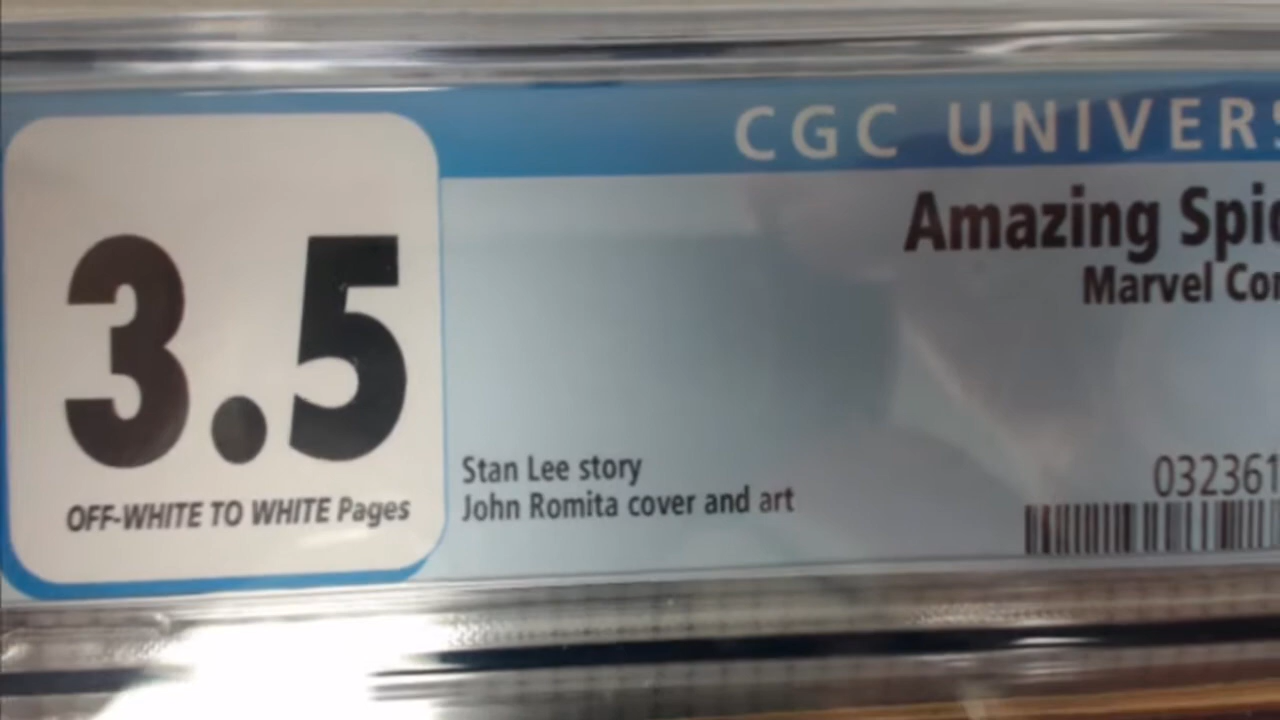 CGC UNIVERS
3.5
OFF-WHITE TO WHITE Pages
Amazing Spi
Marvel Co
Stan Lee story
John Romita cover and art
032361